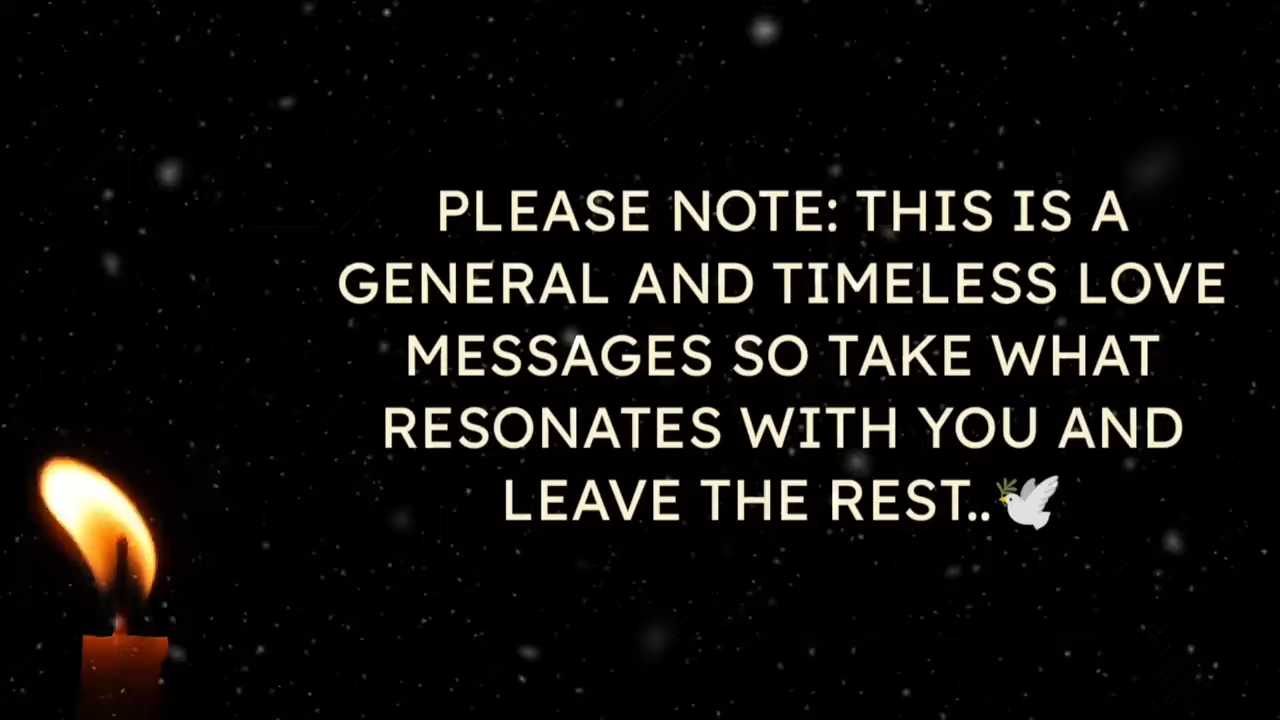 PLEASE NOTE: THIS IS A
GENERAL AND TIMELESS LOVE
MESSAGES SO TAKE WHAT
RESONATES WITH YOU AND
LEAVE THE REST..🕊️